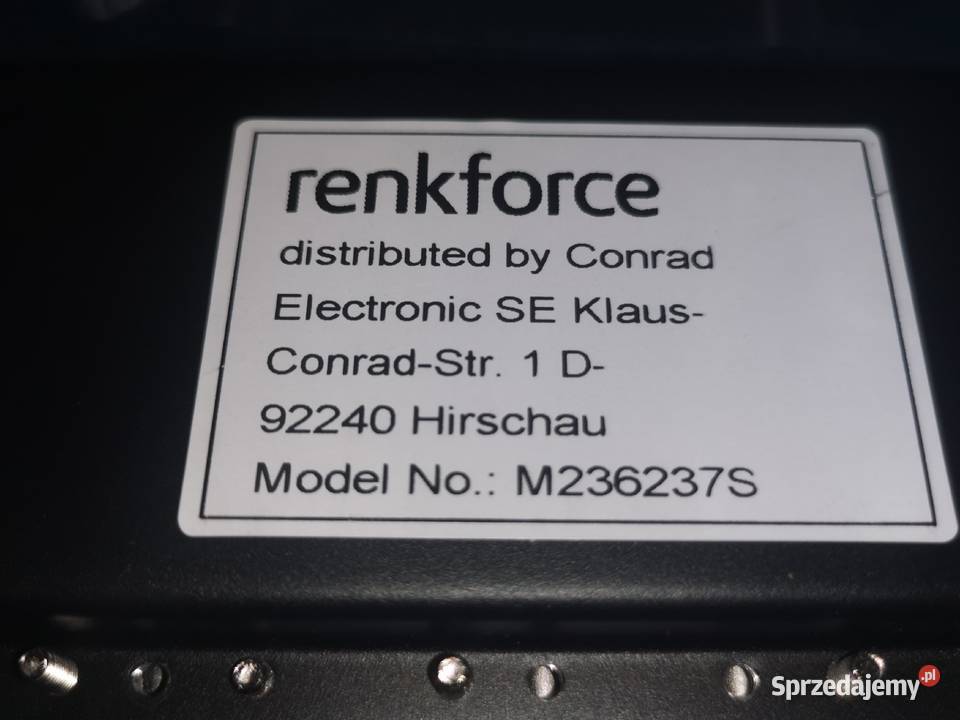 renkforce
distributed by Conrad
Electronic SE Klaus-
Conrad-Str. 1 D-
92240 Hirschau
Model No.: M236237S
Sprzedajemy.pl